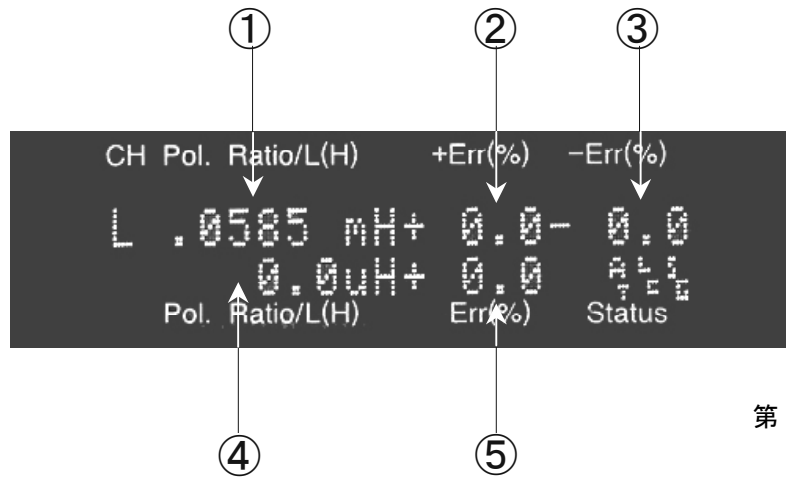 ① ② ③
CH Pol. Ratio/L(H) +Err(%) -Err(%)
L .0585 mH+ 0.0- 0.0
0.0uH+ 0.0
Pol. Ratio/L(H) Err(%) Status
第
④ ⑤